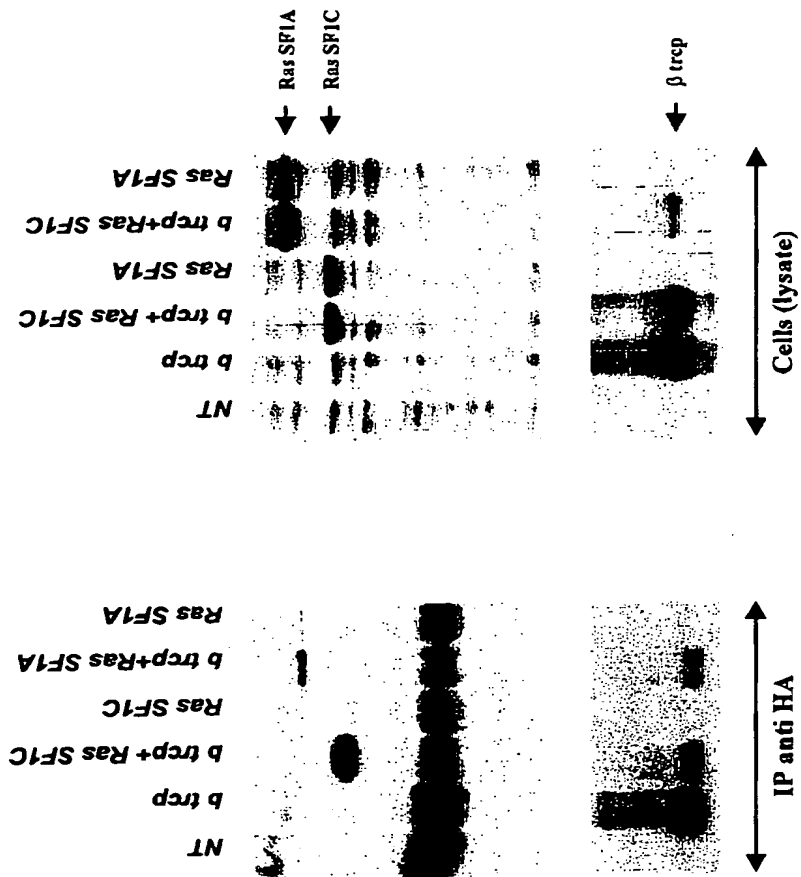 Ras SF1A
Ras SF1C
β trcp
Ras SF1A
b trcp+Ras SF1C
Ras SF1A
b trcp+ Ras SF1C
b trcp
NT
Cells (lysate)
Ras SF1A
b trcp+Ras SF1A
Ras SF1C
b trcp+ Ras SF1C
b trcp
NT
IP anti HA